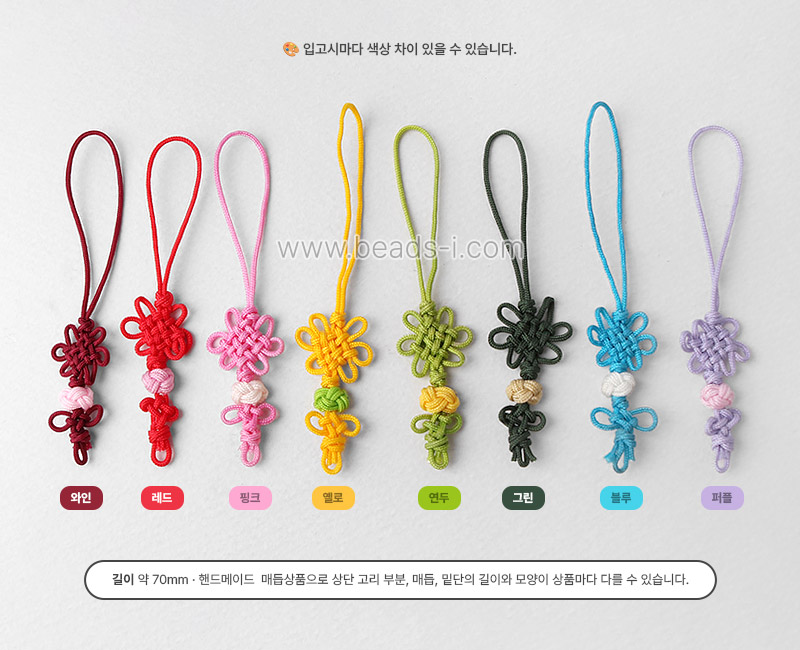 🎨 입고시마다 색상 차이 있을 수 있습니다.
www.beads-i.com
와인 레드 핑크 옐로 연두 그린 블루 퍼플
길이 약 70mm · 핸드메이드 매듭상품으로 상단 고리 부분, 매듭, 밑단의 길이와 모양이 상품마다 다를 수 있습니다.